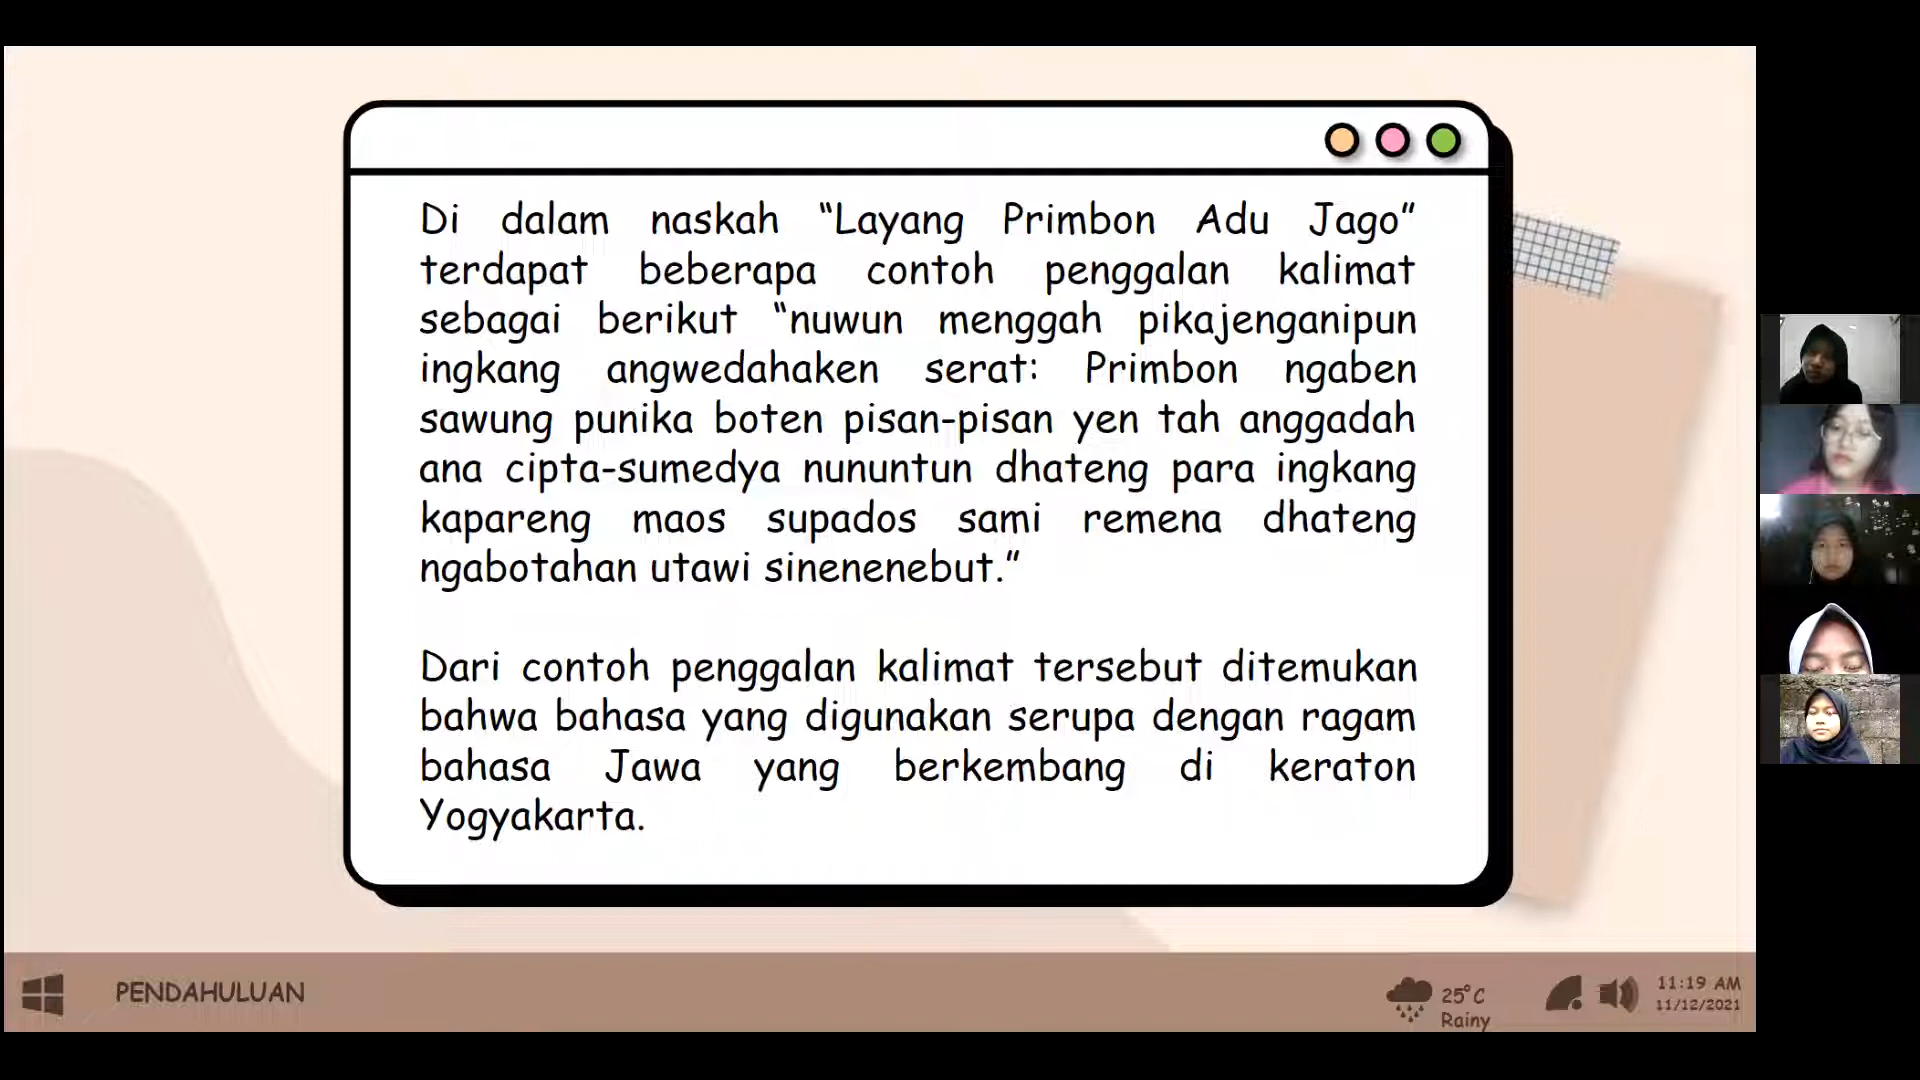 Di dalam naskah “Layang Primbon Adu Jago”
terdapat beberapa contoh penggalan kalimat
sebagai berikut “nuwun menggah pikajenganipun
ingkang angwedahaken serat: Primbon ngaben
sawung punika boten pisan-pisan yen tah anggadah
ana cipta-sumedya nununtun dhateng para ingkang
kapareng maos supados sami remena dhateng
ngabotahan utawi sinenenebut.”
Dari contoh penggalan kalimat tersebut ditemukan
bahwa bahasa yang digunakan serupa dengan ragam
bahasa Jawa yang berkembang di keraton
Yogyakarta.
PENDAHULUAN
25°C
Rainy
11:19 AM
11/12/2021